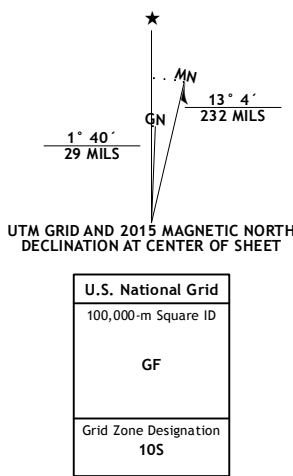 ★
MN
GN
13° 4´
232 MILS
1° 40´
29 MILS
UTM GRID AND 2015 MAGNETIC NORTH
DECLINATION AT CENTER OF SHEET
U.S. National Grid
100,000-m Square ID
GF
Grid Zone Designation
10S